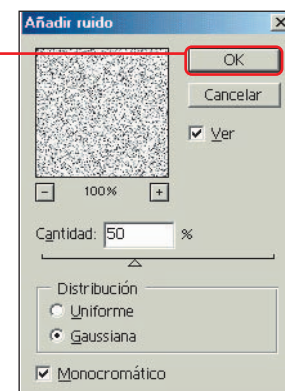 Añadir ruido
OK
Cancelar
Ver
100%
Cantidad: 50 %
Distribución
Uniforme
Gaussiana
Monocromático